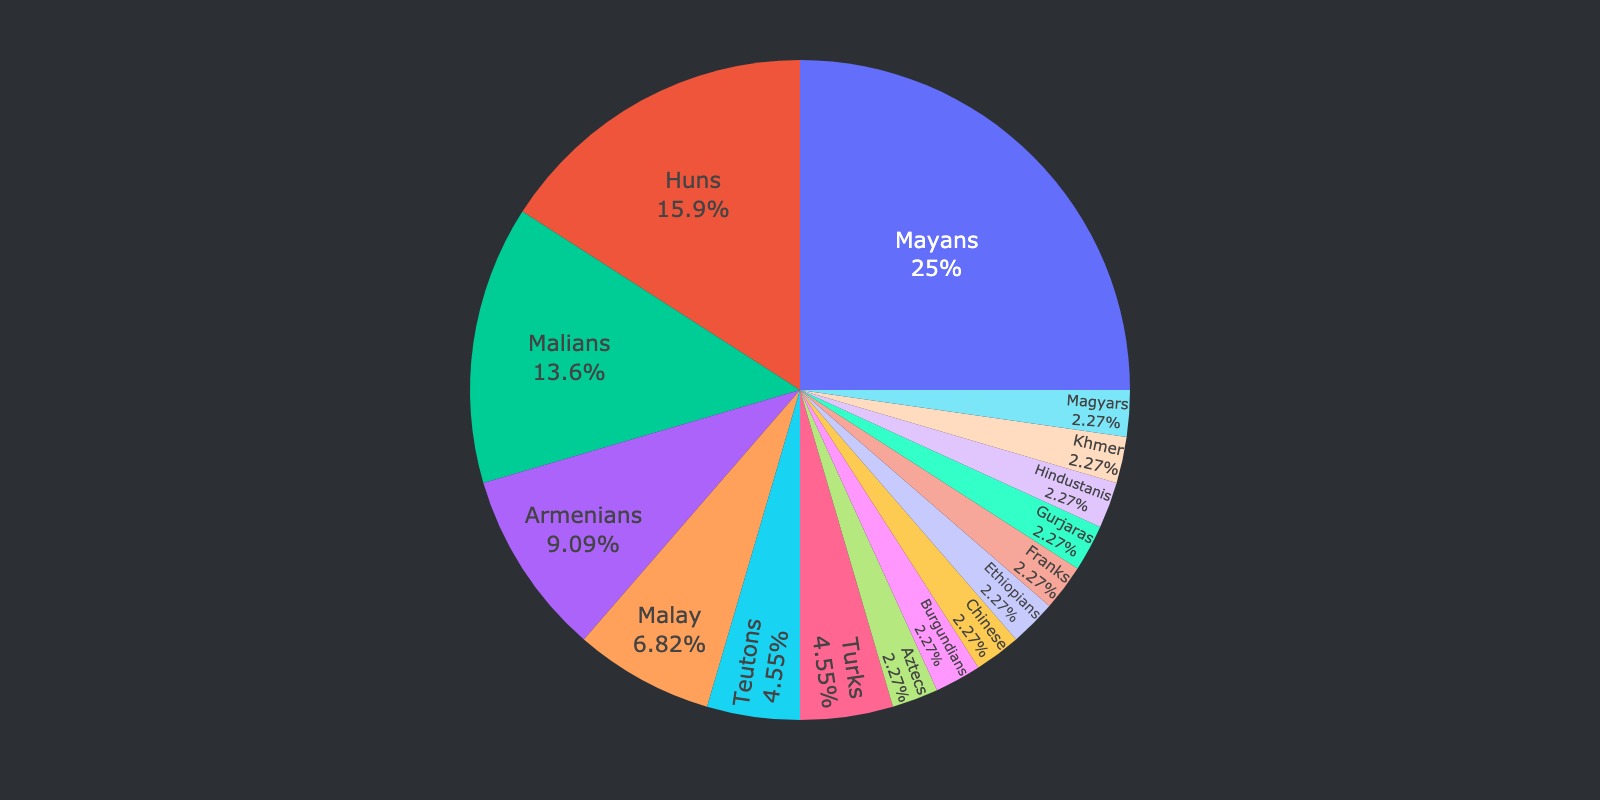 Huns
15.9%
Mayans
25%
Malians
13.6%
Armenians
9.09%
Malay
6.82%
Teutons
4.55%
Turks
4.55%
Aztecs
2.27%
Burgundians
2.27%
Chinese
2.27%
Ethiopians
2.27%
Franks
2.27%
Gurjaras
2.27%
Hindustanis
2.27%
Khmer
2.27%
Magyars
2.27%